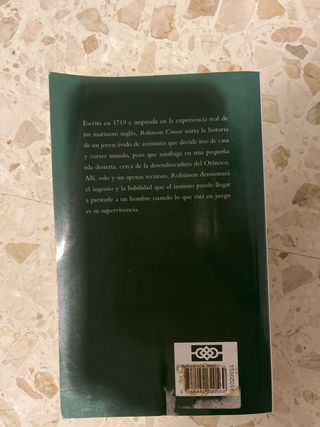 Escrita en 1719 e inspirada en la experiencia real de
un marinero inglés, Robinson Crusoe narra la historia
de un joven ávido de aventuras que decide irse de casa
y correr mundo, pero que naufraga en una pequeña
isla desierta, cerca de la desembocadura del Orinoco.
Allí, solo y sin apenas recursos, Robinson demostrará
el ingenio y la habilidad que el instinto puede llegar
a prestarle a un hombre cuando lo que está en juego
es su supervivencia.